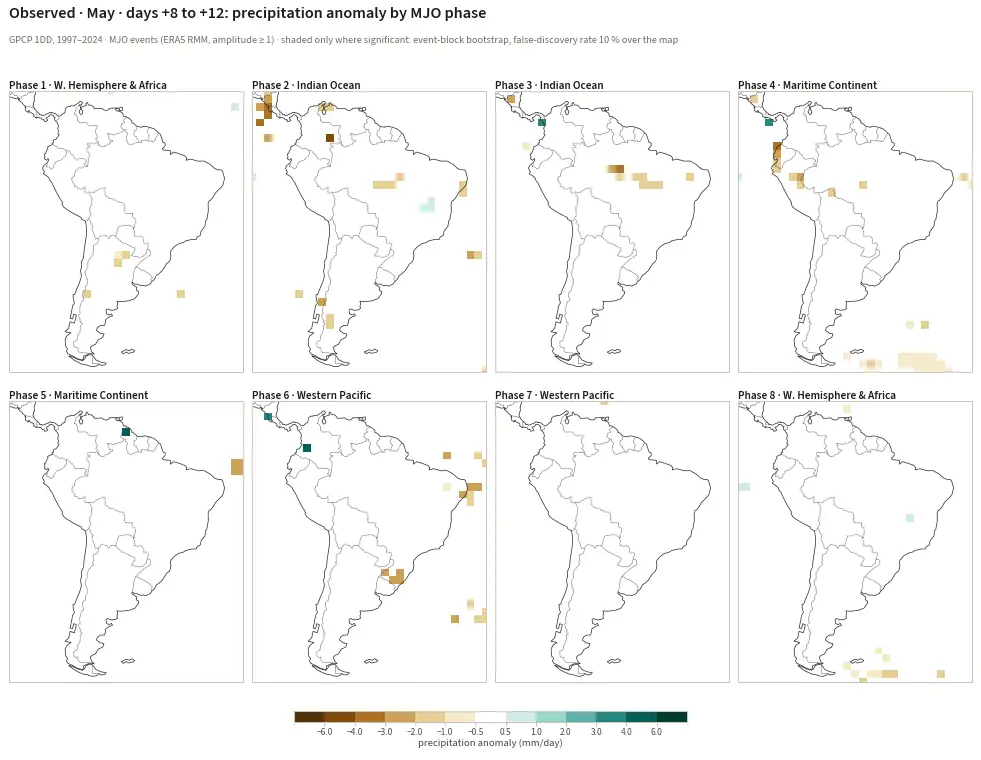 Observed · May · days +8 to +12: precipitation anomaly by MJO phase
GPCP 1DD, 1997–2024 · MJO events (ERA5 RMM, amplitude ≥ 1) · shaded only where significant: event-block bootstrap, false-discovery rate 10 % over the map
Phase 1 · W. Hemisphere & Africa
Phase 2 · Indian Ocean
Phase 3 · Indian Ocean
Phase 4 · Maritime Continent
Phase 5 · Maritime Continent
Phase 6 · Western Pacific
Phase 7 · Western Pacific
Phase 8 · W. Hemisphere & Africa
−6.0 −4.0 −3.0 −2.0 −1.0 −0.5 0.5 1.0 2.0 3.0 4.0 6.0
precipitation anomaly (mm/day)